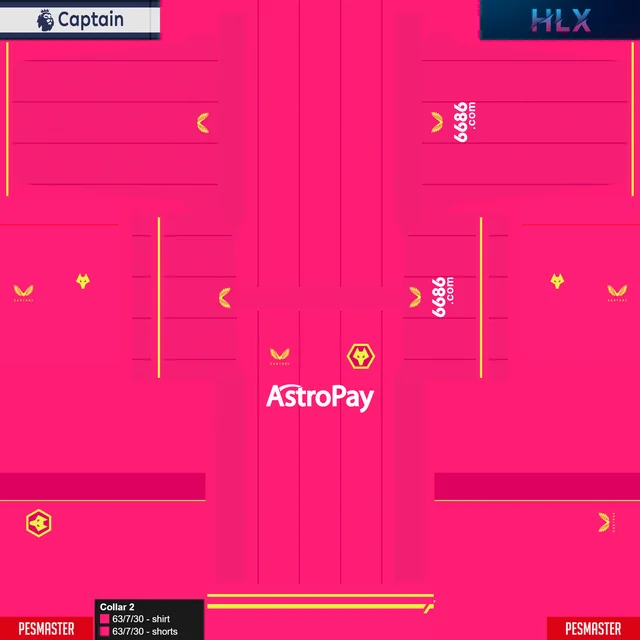 Captain
HLX
6686
.com
6686
.com
AstroPay
Collar 2
63/7/30 - shirt
63/7/30 - shorts
PESMASTER
PESMASTER